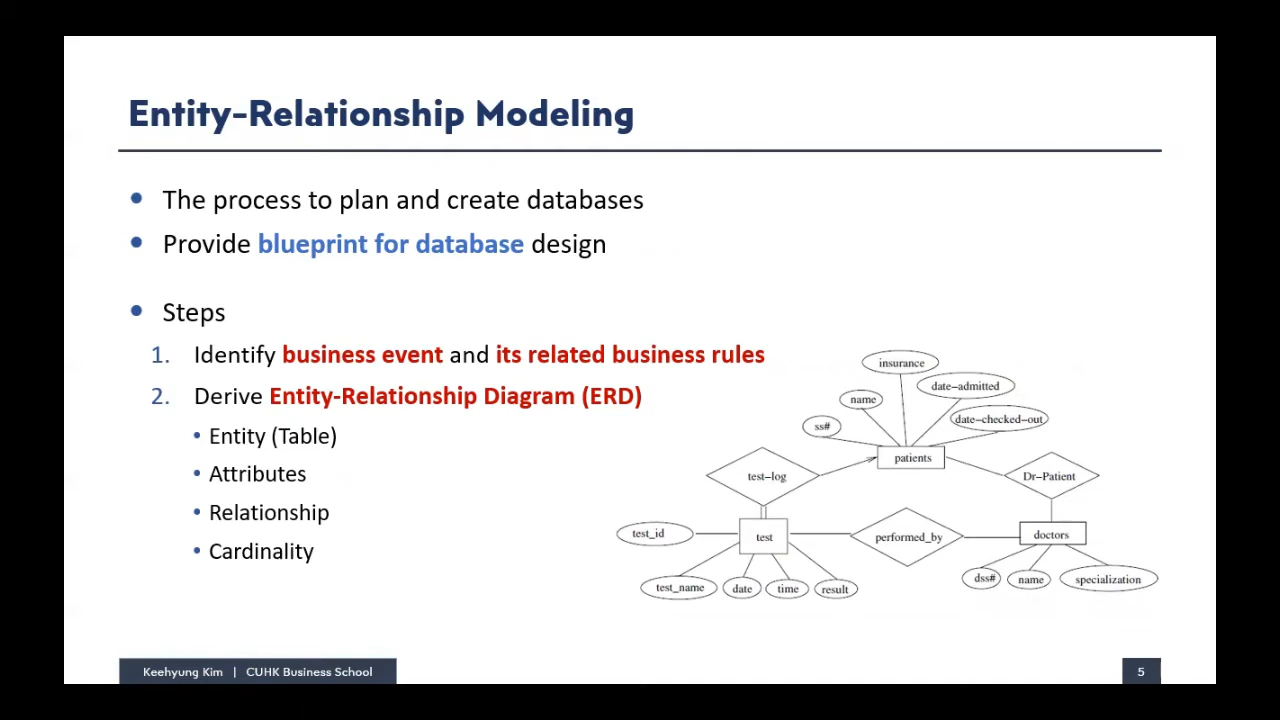 Entity-Relationship Modeling
• The process to plan and create databases
• Provide blueprint for database design
• Steps
1. Identify business event and its related business rules
2. Derive Entity-Relationship Diagram (ERD)
• Entity (Table)
• Attributes
• Relationship
• Cardinality
insurance
date-admitted
name
date-checked-out
ss#
patients
test-log
Dr-Patient
test_id
test
performed_by
doctors
test_name
date
time
result
dss#
name
specialization
Keehyung Kim | CUHK Business School
5